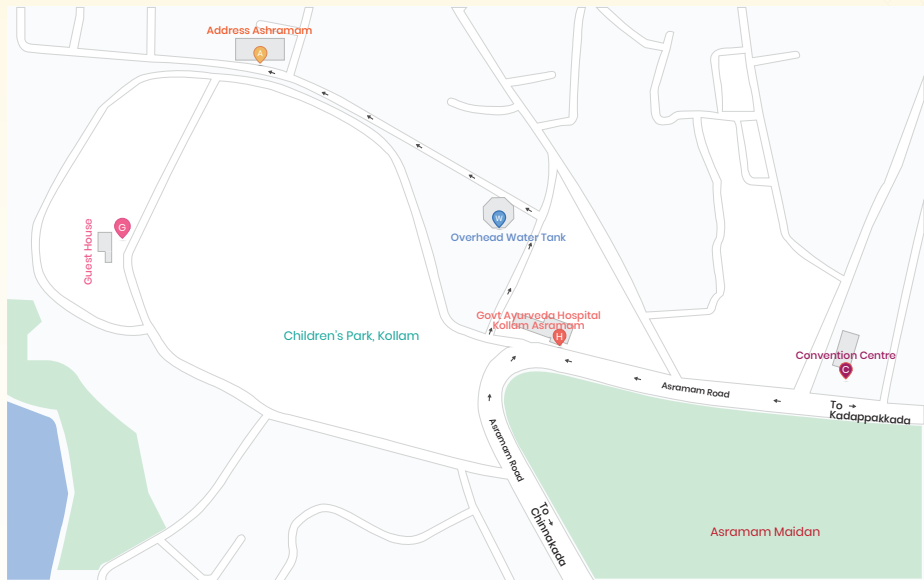 Address Ashramam
A
G
Guest House
W
Overhead Water Tank
Govt Ayurveda Hospital
Kollam Asramam
H
Children's Park, Kollam
Convention Centre
C
Asramam Road
To →
Kadappakkada
Asramam Road
To →
Chinnakada
Asramam Maidan